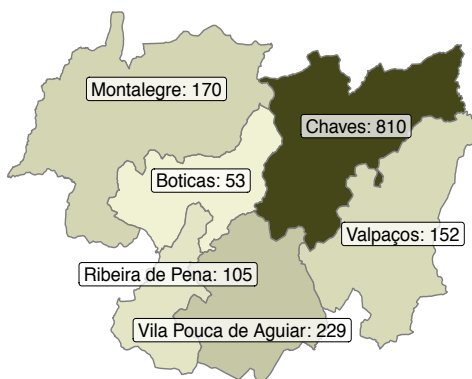 Montalegre: 170
Chaves: 810
Boticas: 53
Valpaços: 152
Ribeira de Pena: 105
Vila Pouca de Aguiar: 229